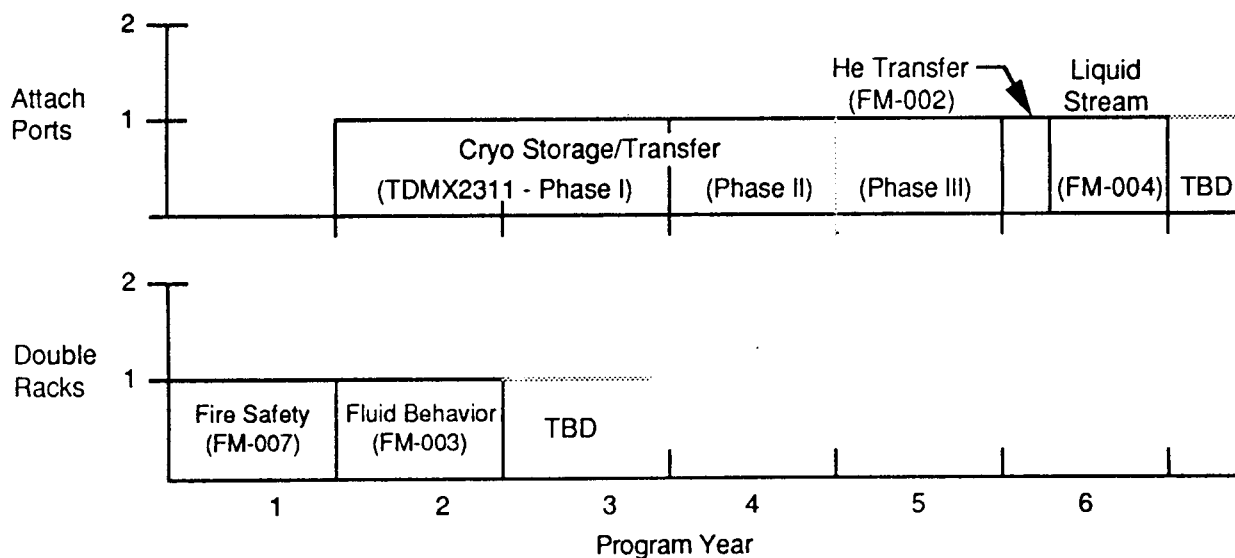 2
He Transfer
(FM-002)
Liquid
Stream
Attach
Ports
1
Cryo Storage/Transfer
(TDMX2311 - Phase I)
(Phase II)
(Phase III)
(FM-004)
TBD
2
Double
Racks
1
Fire Safety
(FM-007)
Fluid Behavior
(FM-003)
TBD
1 2 3 4 5 6
Program Year